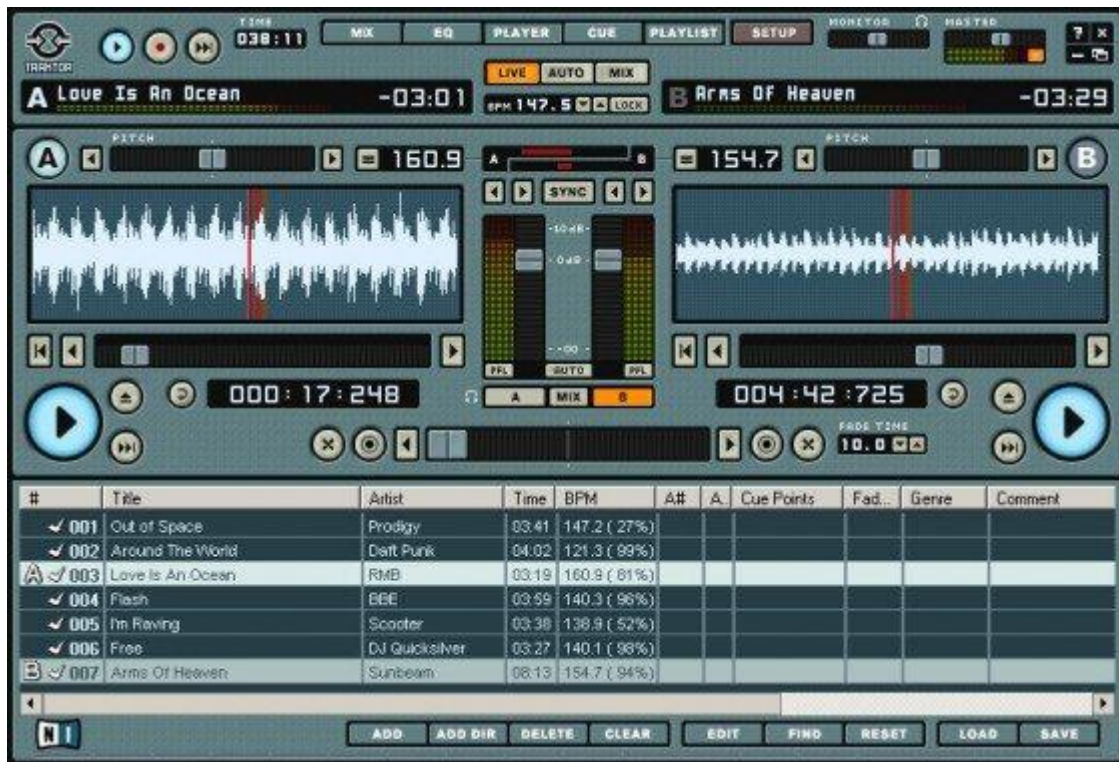 TRAKTOR
TIME
038:11
MIX EQ PLAYER CUE PLAYLIST SETUP
MONITOR MASTER
? ×
LIVE AUTO MIX
A Love Is An Ocean -03:01
BPM 147.5 LOCK
B Arms Of Heaven -03:29
PITCH
A = 160.9
A B
= 154.7
PITCH
B
SYNC
-10dB-
-0dB-
--oo-
PFL AUTO PFL
000:17:248
A MIX B
004:42:725
FADE TIME
10.0
# Title Artist Time BPM A# A. Cue Points Fad... Genre Comment
001 Out of Space Prodigy 03:41 147.2 ( 27%)
002 Around The World Daft Punk 04:02 121.3 ( 99%)
A 003 Love Is An Ocean RMB 03:19 160.9 ( 81%)
004 Flash BBE 03:59 140.3 ( 96%)
005 I'm Raving Scooter 03:38 138.9 ( 52%)
006 Free DJ Quicksilver 03:27 140.1 ( 98%)
B 007 Arms Of Heaven Sunbeam 08:13 154.7 ( 94%)
N I
ADD ADD DIR DELETE CLEAR EDIT FIND RESET LOAD SAVE